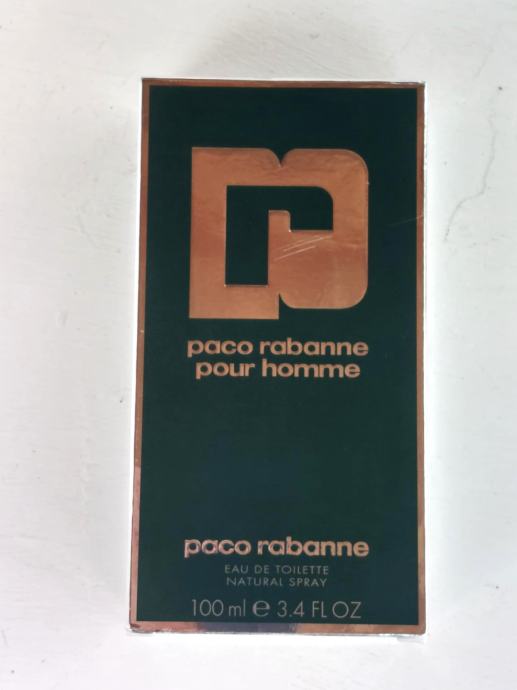 paco rabanne
pour homme
paco rabanne
EAU DE TOILETTE
NATURAL SPRAY
100 ml ℮ 3.4 FL OZ